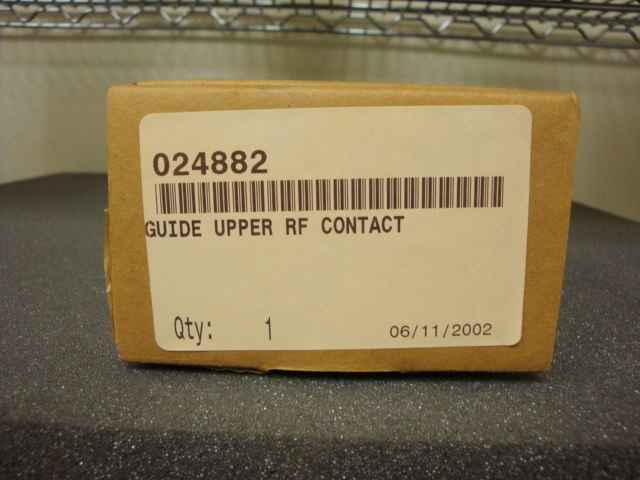 024882
GUIDE UPPER RF CONTACT
Qty: 1 06/11/2002